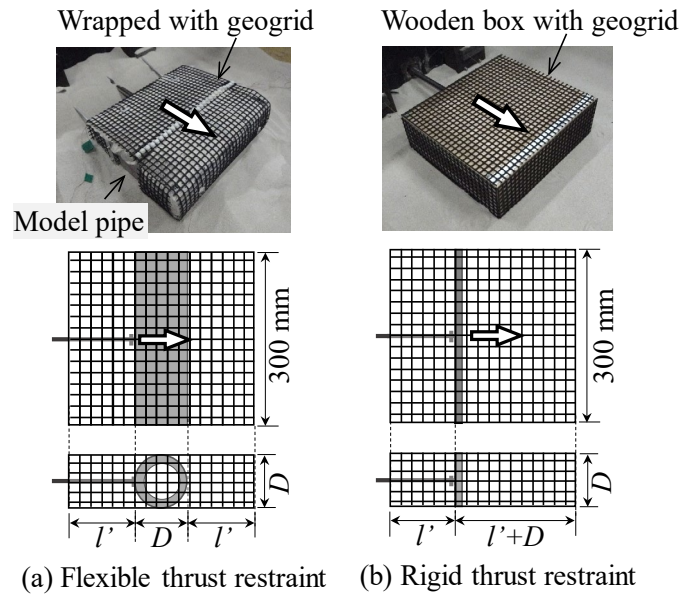 Wrapped with geogrid
Wooden box with geogrid
Model pipe
300 mm
300 mm
D
D
l’ D l’
l’ l’+D
(a) Flexible thrust restraint
(b) Rigid thrust restraint